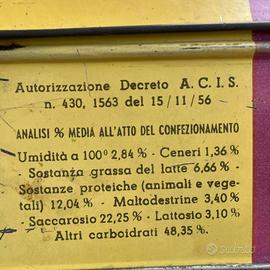 Autorizzazione Decreto A. C. I. S.
n. 430, 1563 del 15/11/56
ANALISI % MEDIA ALL'ATTO DEL CONFEZIONAMENTO
Umidità a 100º 2,84 % - Ceneri 1,36 %
- Sostanza grassa del latte 6,66 % -
Sostanze proteiche (animali e vege-
tali) 12,04 % - Maltodestrine 3,40 %
- Saccarosio 22,25 % - Lattosio 3,10 %
Altri carboidrati 48,35 %.
subito